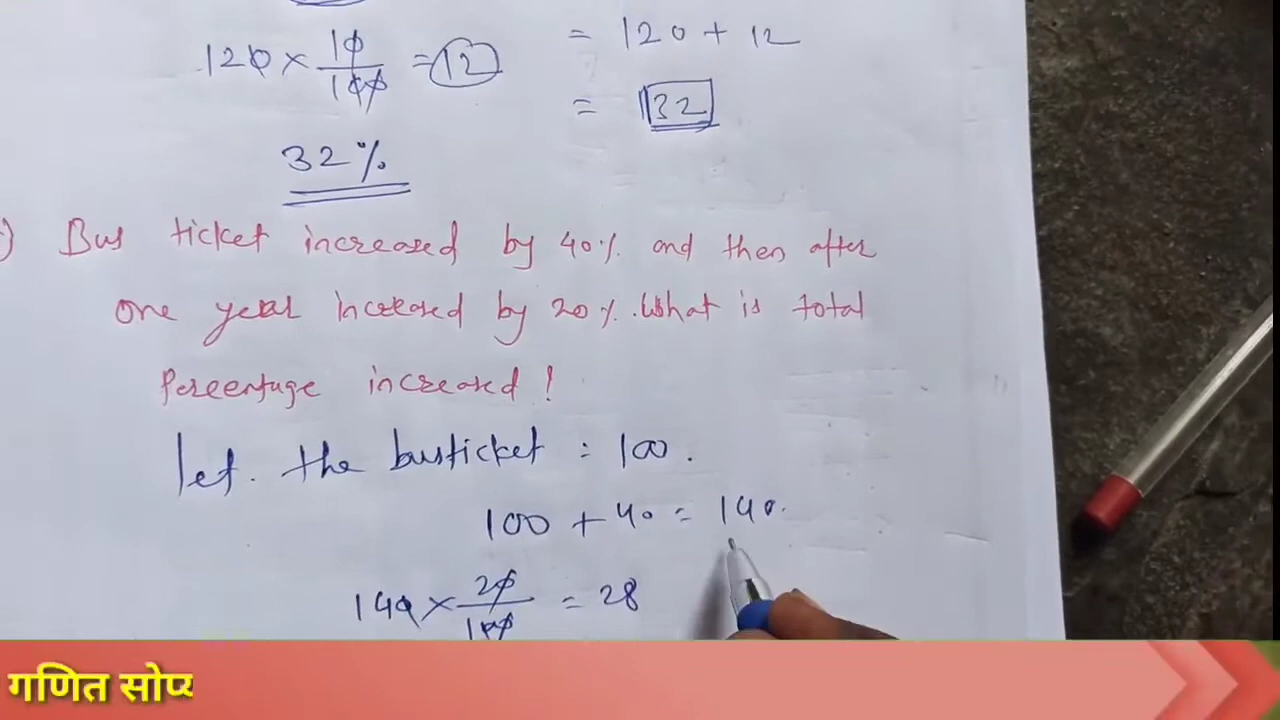 120 × 10/100 = 12
= 120 + 12
= 132
32%
) Bus ticket increased by 40% and then after
one year increased by 20%. What is total
Percentage increased!
let. the busticket : 100.
100 + 40 = 140.
140 × 20/100 = 28
गणित सोप्